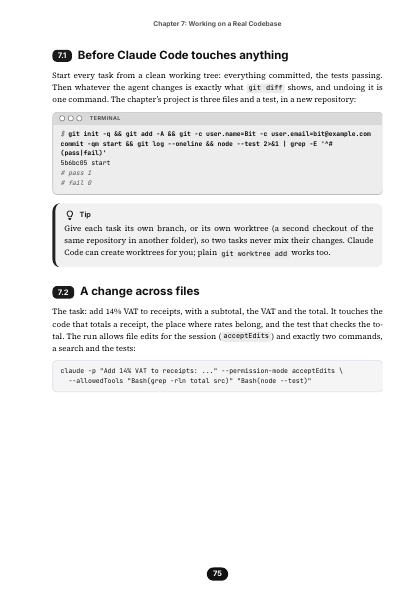 Chapter 7: Working on a Real Codebase
7.1 Before Claude Code touches anything
Start every task from a clean working tree: everything committed, the tests passing.
Then whatever the agent changes is exactly what git diff shows, and undoing it is
one command. The chapter's project is three files and a test, in a new repository:
TERMINAL
$ git init -q && git add -A && git -c user.name=Bit -c user.email=bit@example.com
commit -qm start && git log --oneline && node --test 2>&1 | grep -E '^#
(pass|fail)'
5b6bc05 start
# pass 1
# fail 0
Tip
Give each task its own branch, or its own worktree (a second checkout of the
same repository in another folder), so two tasks never mix their changes. Claude
Code can create worktrees for you; plain git worktree add works too.
7.2 A change across files
The task: add 14% VAT to receipts, with a subtotal, the VAT and the total. It touches the
code that totals a receipt, the place where rates belong, and the test that checks the to-
tal. The run allows file edits for the session (acceptEdits) and exactly two commands,
a search and the tests:
claude -p "Add 14% VAT to receipts: ..." --permission-mode acceptEdits \
--allowedTools "Bash(grep -rln total src)" "Bash(node --test)"
75